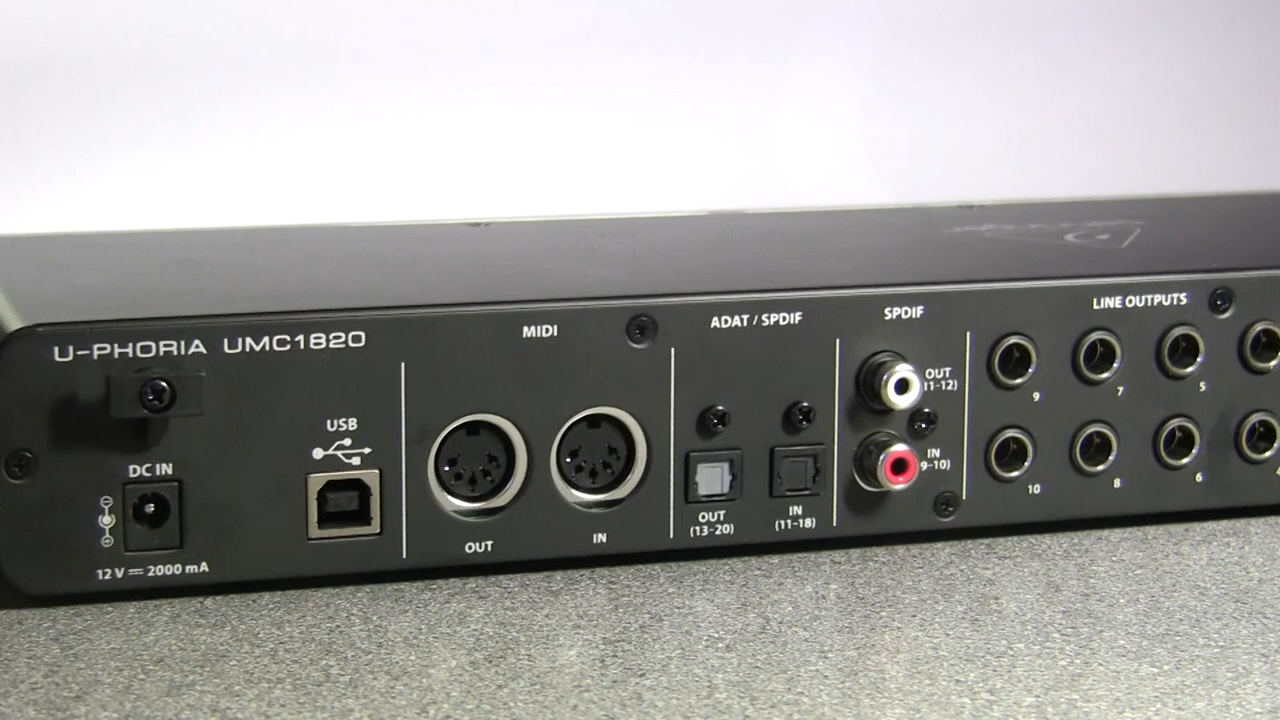 U-PHORIA UMC1820
DC IN
12 V 2000 mA
USB
MIDI
OUT
IN
ADAT / SPDIF
OUT
(13-20)
IN
(11-18)
SPDIF
OUT
11-12)
IN
9-10)
LINE OUTPUTS
9
7
5
10
8
6